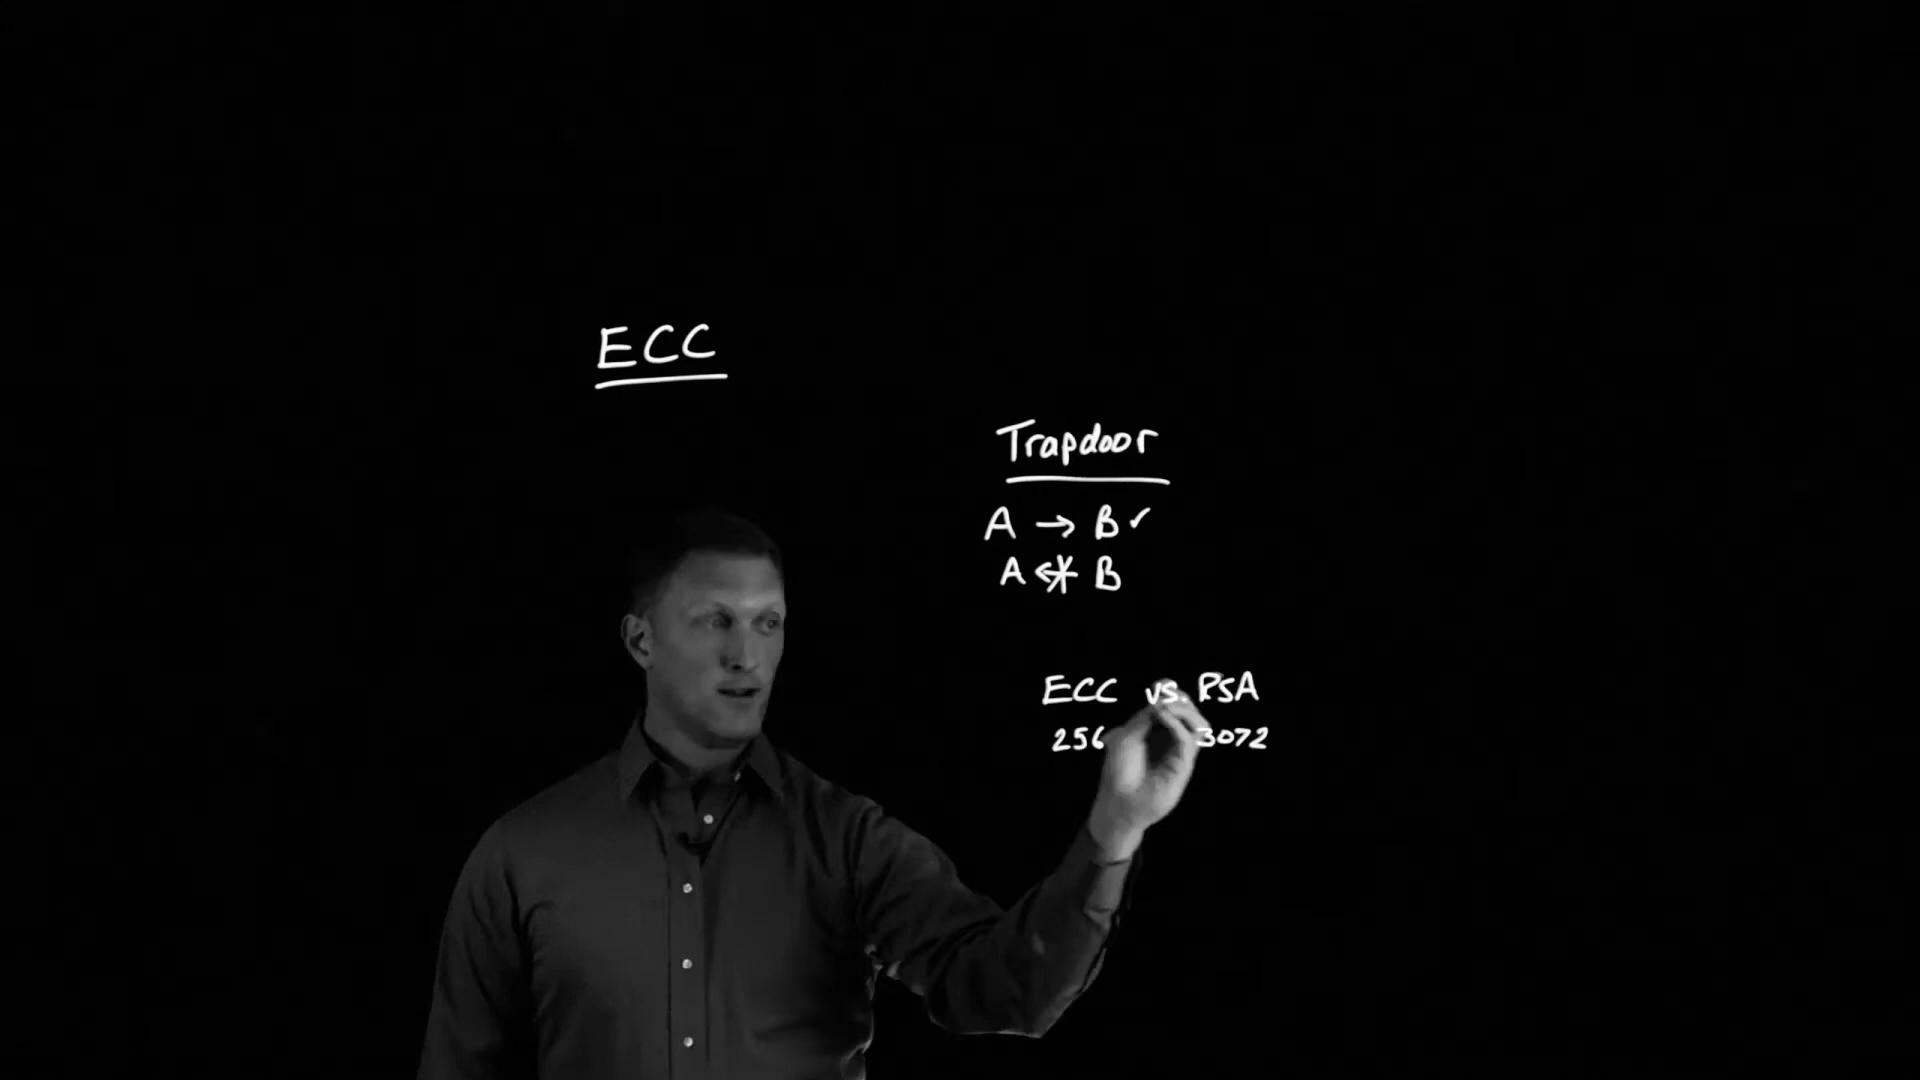 ECC
Trapdoor
A → B ✓
A ↚ B
ECC vs. RSA
256 3072